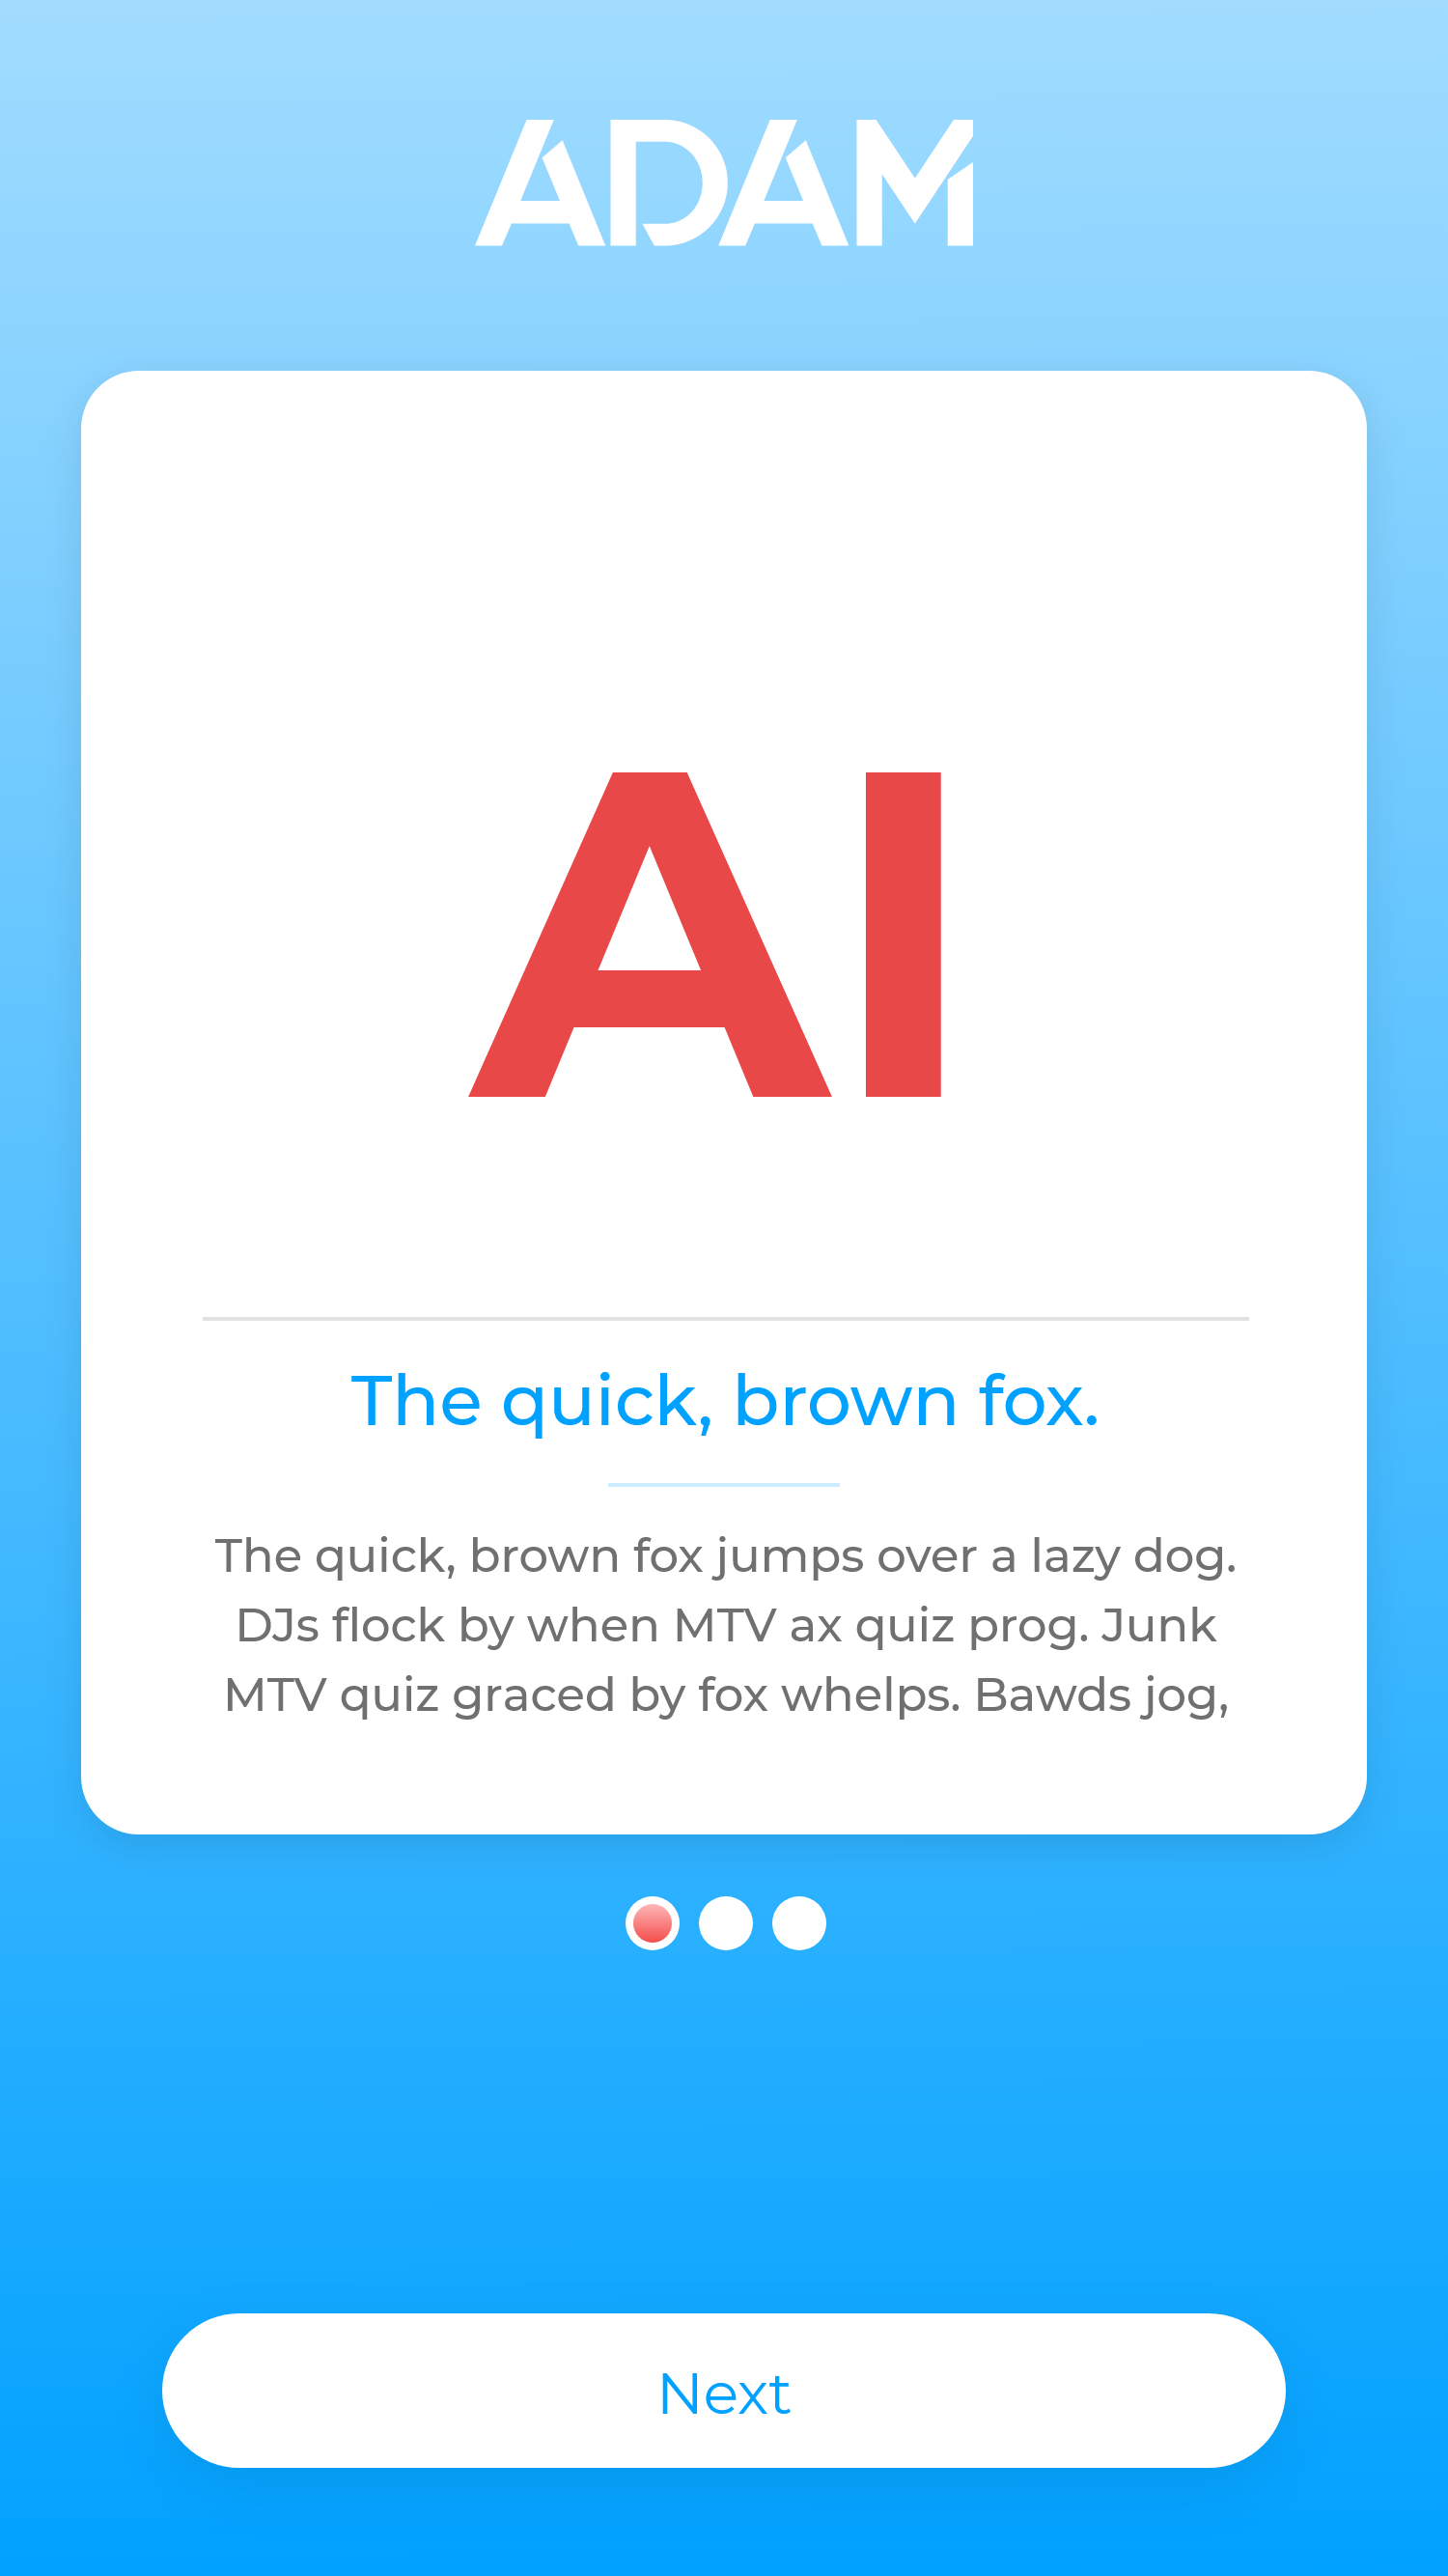 ADAM
AI
The quick, brown fox.
The quick, brown fox jumps over a lazy dog.
DJs flock by when MTV ax quiz prog. Junk
MTV quiz graced by fox whelps. Bawds jog,
Next